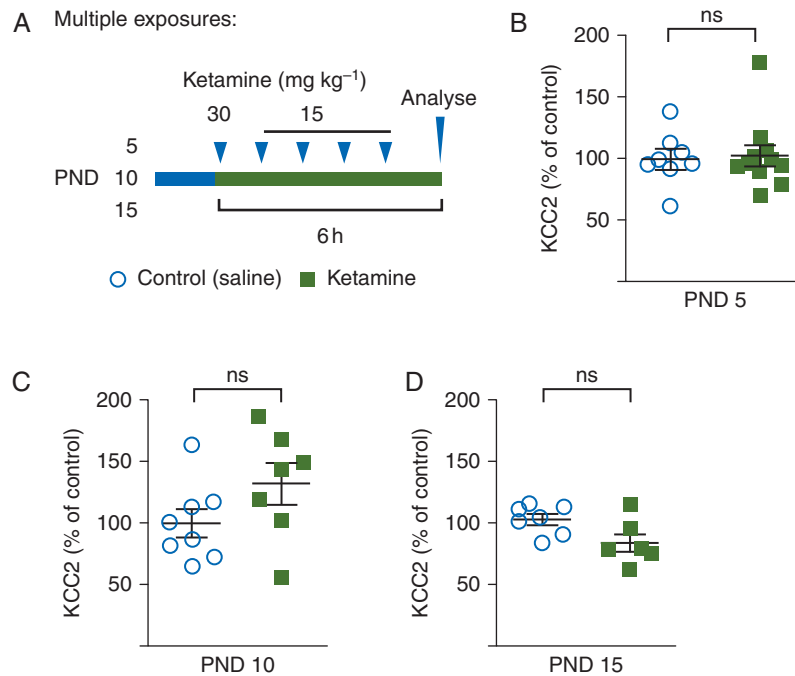 A Multiple exposures:
Ketamine (mg kg⁻¹)
30 15
Analyse
5
PND 10
15
6 h
Control (saline) Ketamine
B
ns
KCC2 (% of control)
200
150
100
50
PND 5
C
ns
KCC2 (% of control)
200
150
100
50
PND 10
D
ns
KCC2 (% of control)
200
150
100
50
PND 15